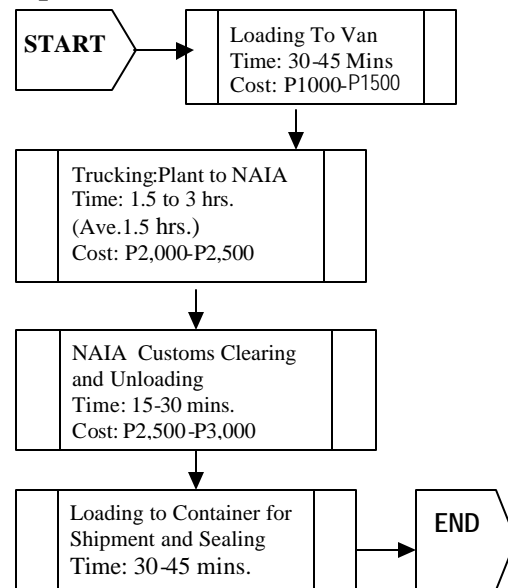 START
Loading To Van
Time: 30-45 Mins
Cost: P1000-P1500
Trucking:Plant to NAIA
Time: 1.5 to 3 hrs.
(Ave.1.5 hrs.)
Cost: P2,000-P2,500
NAIA Customs Clearing
and Unloading
Time: 15-30 mins.
Cost: P2,500-P3,000
Loading to Container for
Shipment and Sealing
Time: 30-45 mins.
END